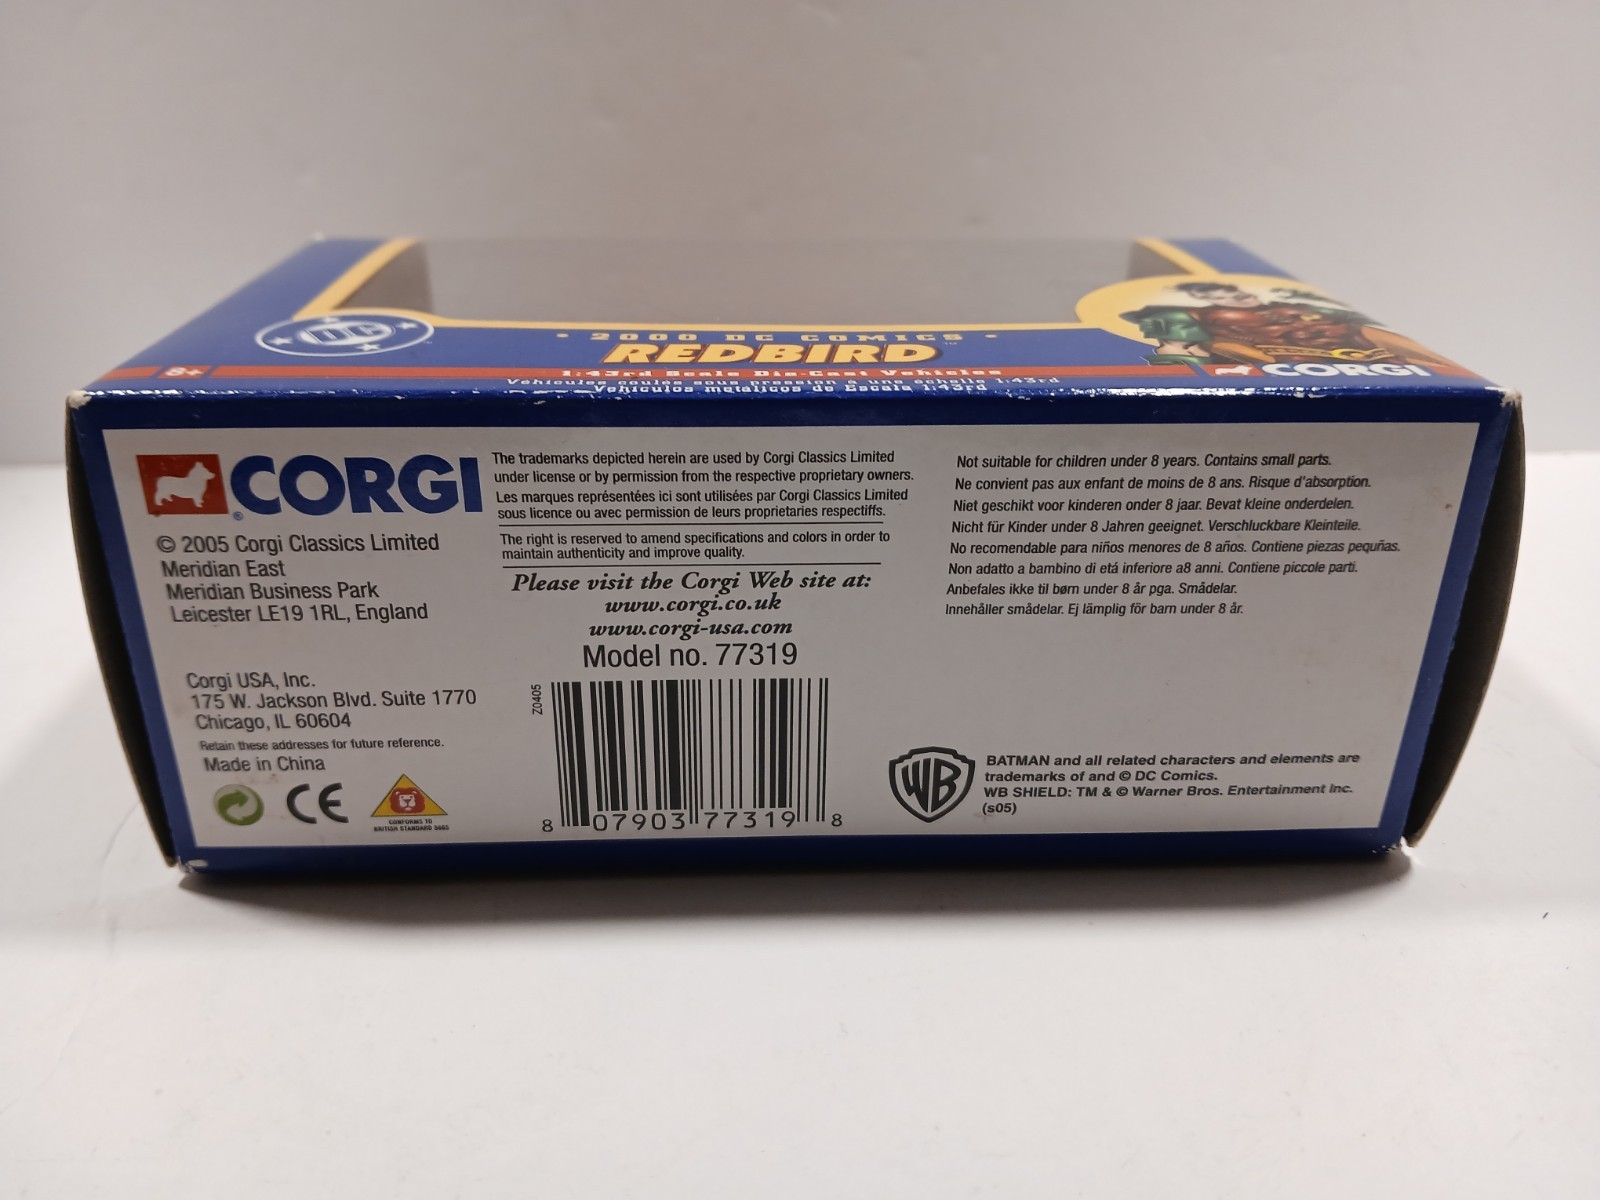 2000 DC COMICS
REDBIRD™
8+
1:43rd Scale Die-Cast Vehicles
Véhicules coulés sous pression à une échelle 1:43rd
Vehículos metálicos de Escala 1:43rd
CORGI
CORGI®
© 2005 Corgi Classics Limited
Meridian East
Meridian Business Park
Leicester LE19 1RL, England
Corgi USA, Inc.
175 W. Jackson Blvd. Suite 1770
Chicago, IL 60604
Retain these addresses for future reference.
Made in China
CE
CONFORMS TO
BRITISH STANDARD 5665
The trademarks depicted herein are used by Corgi Classics Limited
under license or by permission from the respective proprietary owners.
Les marques représentées ici sont utilisées par Corgi Classics Limited
sous licence ou avec permission de leurs proprietaries respectiffs.
The right is reserved to amend specifications and colors in order to
maintain authenticity and improve quality.
Please visit the Corgi Web site at:
www.corgi.co.uk
www.corgi-usa.com
Model no. 77319
Z0405
8 07903 77319 8
Not suitable for children under 8 years. Contains small parts.
Ne convient pas aux enfant de moins de 8 ans. Risque d'absorption.
Niet geschikt voor kinderen onder 8 jaar. Bevat kleine onderdelen.
Nicht für Kinder under 8 Jahren geeignet. Verschluckbare Kleinteile.
No recomendable para niños menores de 8 años. Contiene piezas pequñas.
Non adatto a bambino di etá inferiore a8 anni. Contiene piccole parti.
Anbefales ikke til børn under 8 år pga. Smådelar.
Innehåller smådelar. Ej lämplig för barn under 8 år.
WB
BATMAN and all related characters and elements are
trademarks of and © DC Comics.
WB SHIELD: TM & © Warner Bros. Entertainment Inc.
(s05)